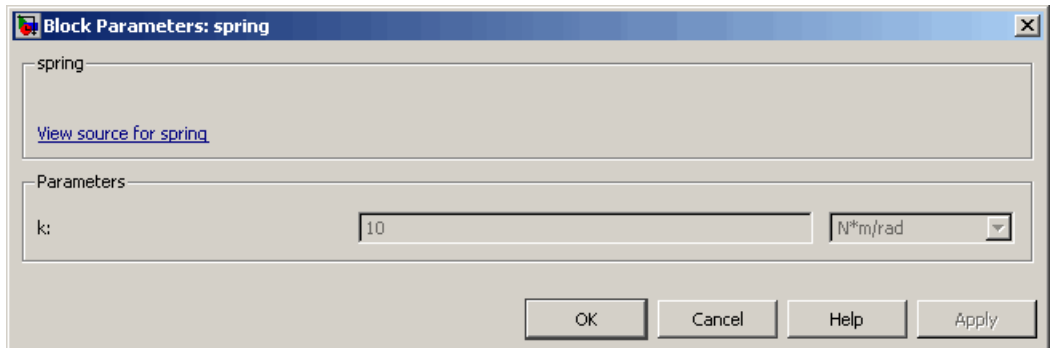 Block Parameters: spring
spring
View source for spring
Parameters
k: 10 N*m/rad
OK Cancel Help Apply